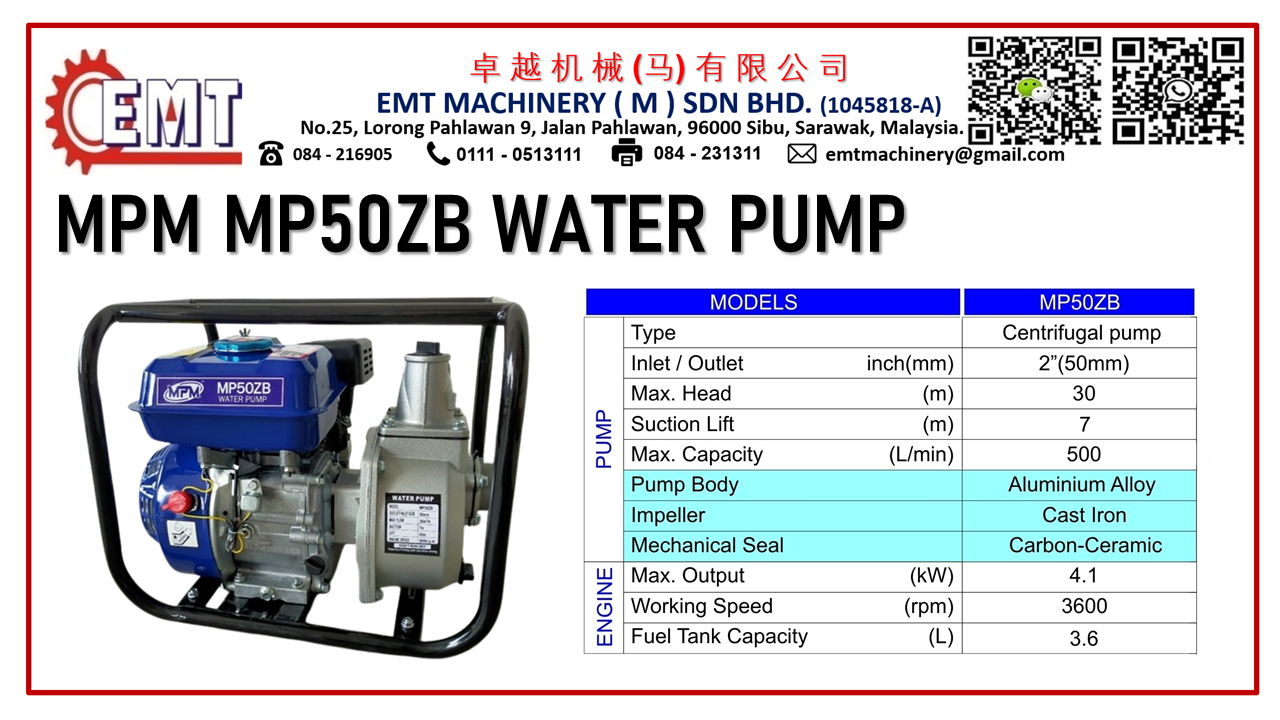 EMT
卓越机械(马)有限公司
EMT MACHINERY ( M ) SDN BHD. (1045818-A)
No.25, Lorong Pahlawan 9, Jalan Pahlawan, 96000 Sibu, Sarawak, Malaysia.
084 - 216905 0111 - 0513111 084 - 231311 emtmachinery@gmail.com
MPM MP50ZB WATER PUMP
MPM MP50ZB
WATER PUMP
WATER PUMP
MODEL MP50ZB
MODELS MP50ZB
PUMP
Type Centrifugal pump
Inlet / Outlet inch(mm) 2”(50mm)
Max. Head (m) 30
Suction Lift (m) 7
Max. Capacity (L/min) 500
Pump Body Aluminium Alloy
Impeller Cast Iron
Mechanical Seal Carbon-Ceramic
ENGINE
Max. Output (kW) 4.1
Working Speed (rpm) 3600
Fuel Tank Capacity (L) 3.6